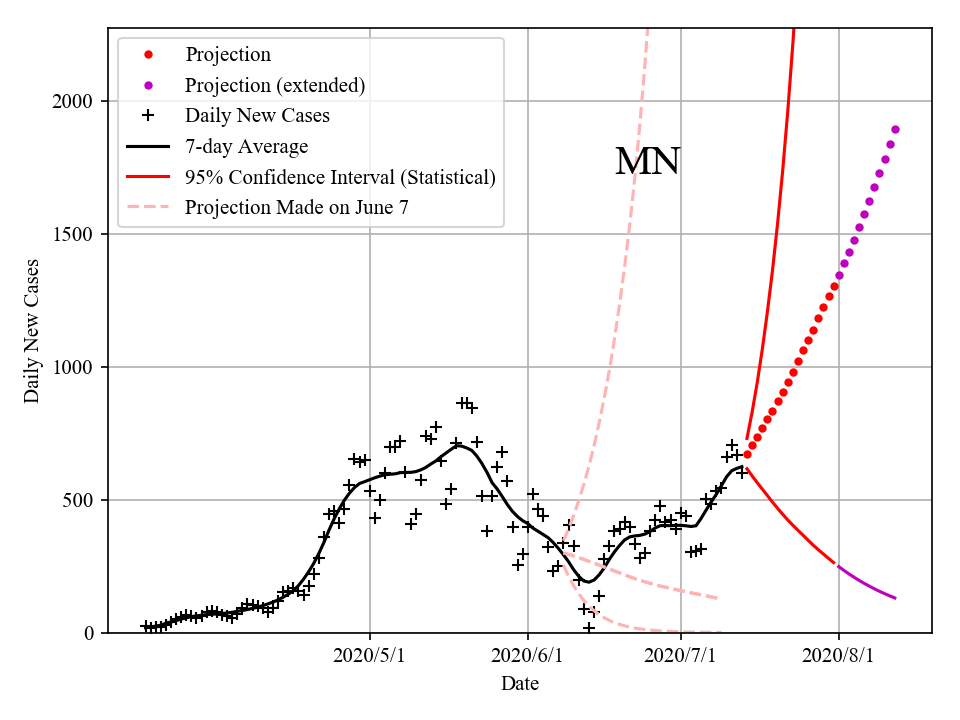 Projection
Projection (extended)
Daily New Cases
7-day Average
95% Confidence Interval (Statistical)
Projection Made on June 7
MN
2000
1500
1000
500
0
Daily New Cases
2020/5/1
2020/6/1
2020/7/1
2020/8/1
Date